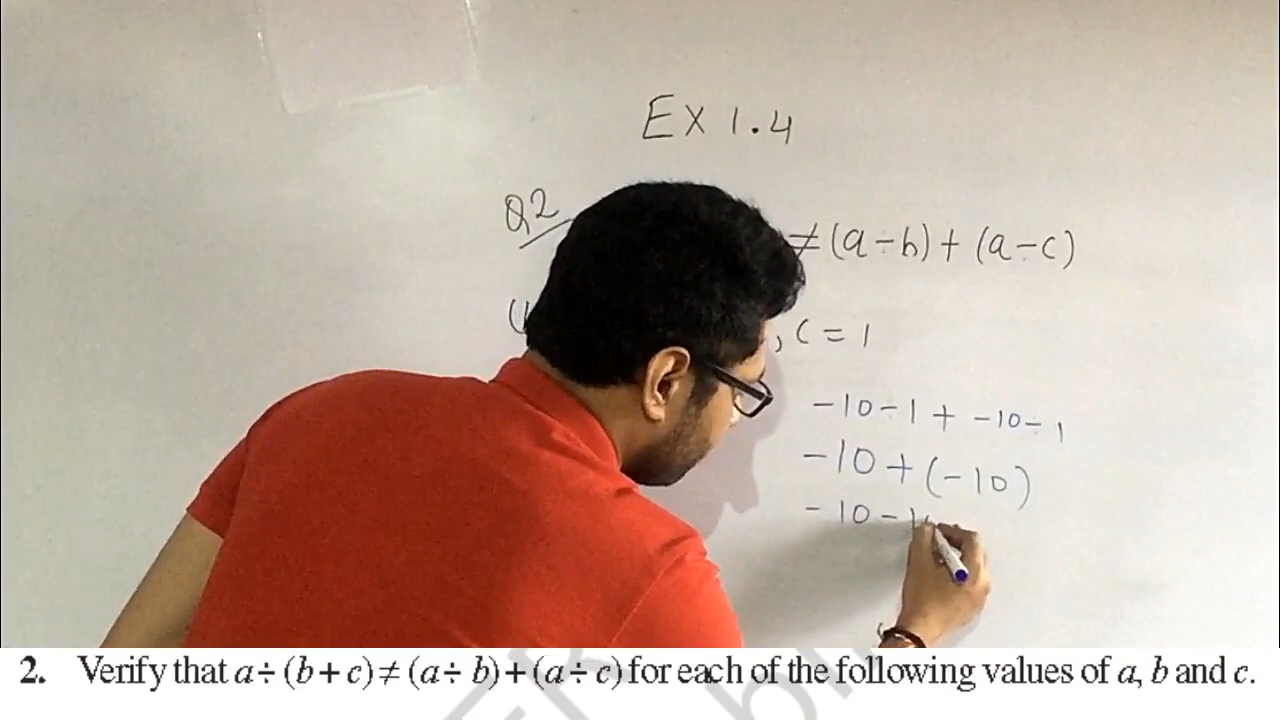 Ex 1.4
Q2 ≠ (a÷b) + (a÷c)
, c = 1
-10÷1 + -10÷1
-10 + (-10)
-10 - 1
2. Verify that a ÷ (b + c) ≠ (a ÷ b) + (a ÷ c) for each of the following values of a, b and c.